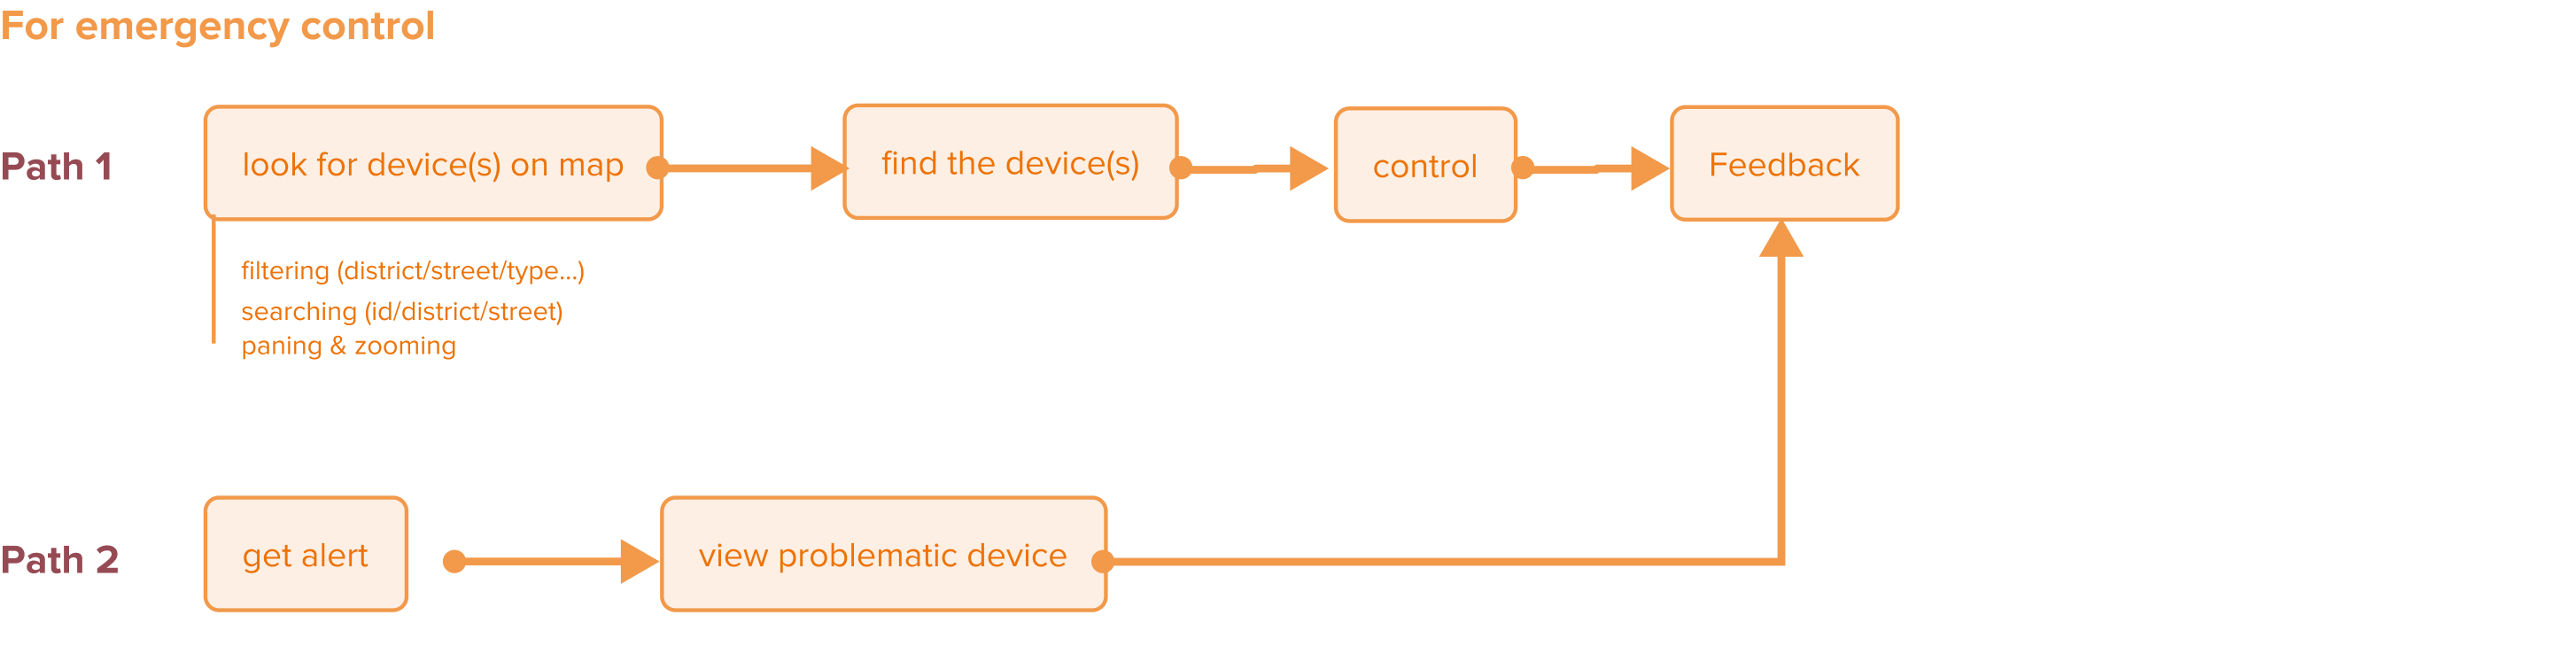 For emergency control
Path 1
look for device(s) on map
find the device(s)
control
Feedback
filtering (district/street/type...)
searching (id/district/street)
paning & zooming
Path 2
get alert
view problematic device